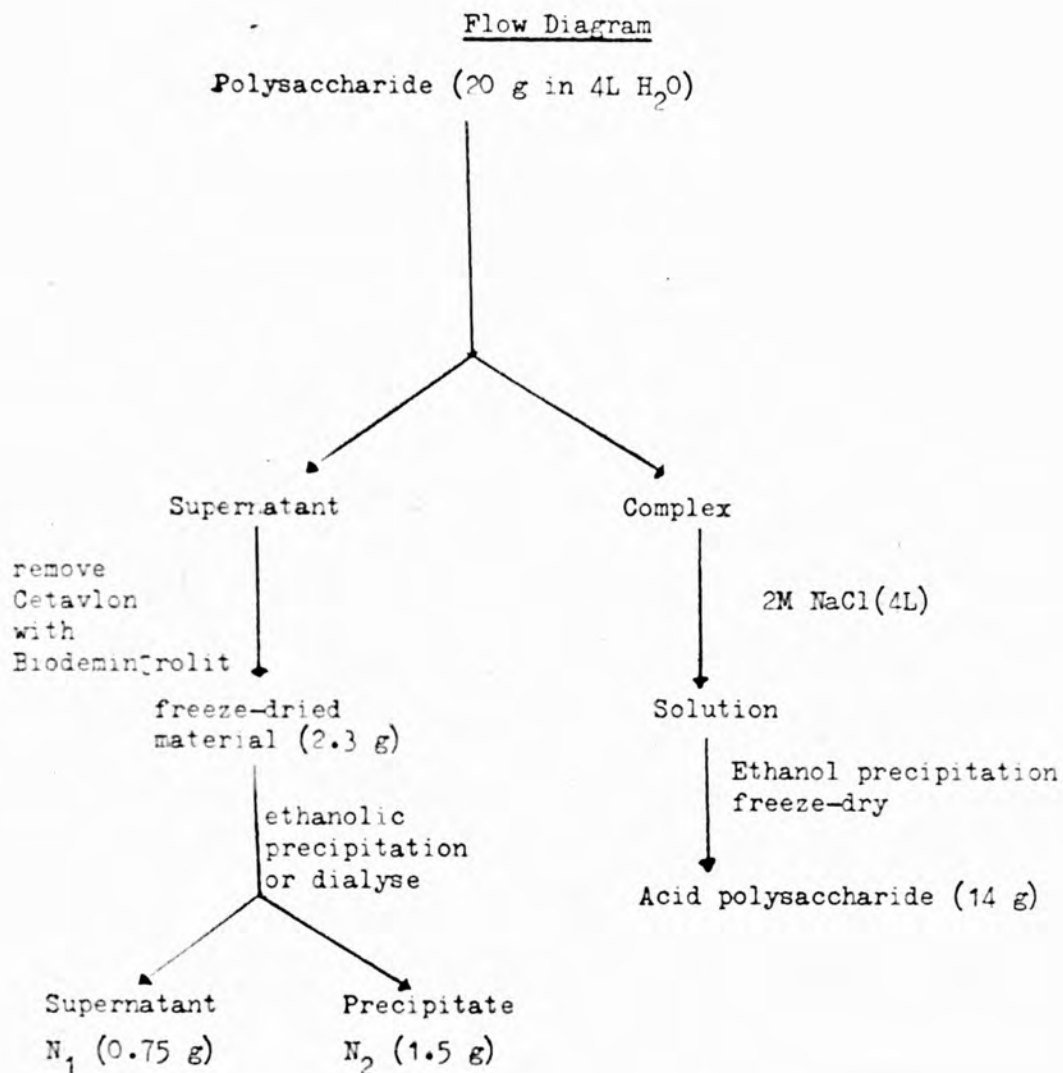 Flow Diagram
Polysaccharide (20 g in 4L H₂O)
Supernatant
Complex
remove
Cetavlon
with
Biodeminrolit
2M NaCl(4L)
freeze-dried
material (2.3 g)
Solution
Ethanol precipitation
freeze-dry
ethanolic
precipitation
or dialyse
Acid polysaccharide (14 g)
Supernatant
N₁ (0.75 g)
Precipitate
N₂ (1.5 g)